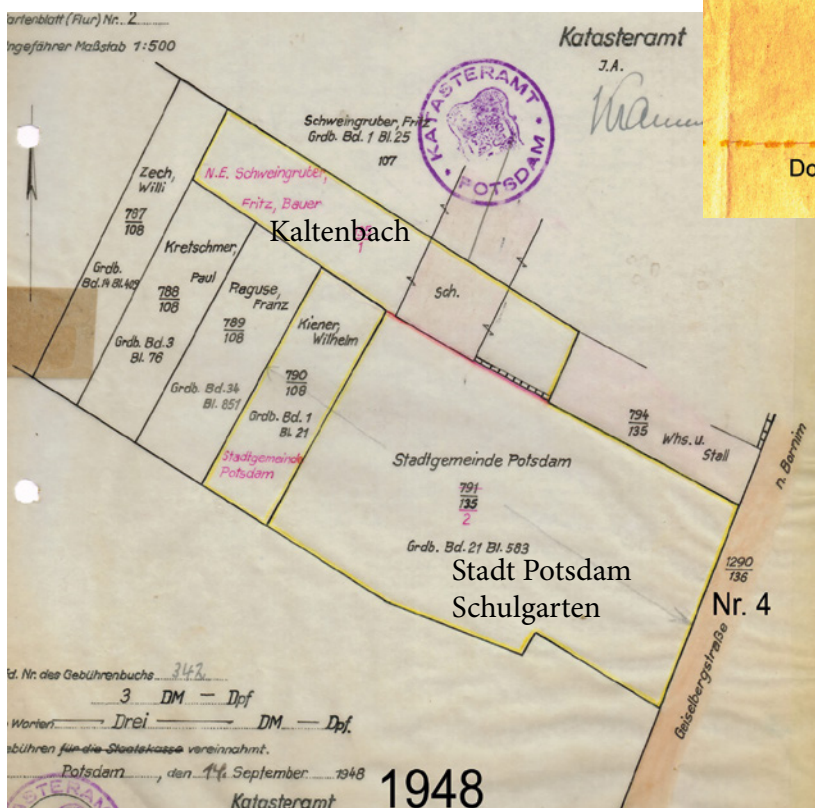 artenblatt (Flur) Nr. 2
ngefährer Maßstab 1:500
Katasteramt
J.A.
KATASTERAMT POTSDAM
Do
Schweingruber, Fritz
Grdb. Bd. 1 Bl. 25
107
Zech,
Willi
787
108
Grdb.
Bd. 14 Bl. 409
N.E. Schweingruber,
Fritz, Bauer
1
Kaltenbach
Kretschmer,
Paul
788
108
Grdb. Bd. 3
Bl. 76
Raguse,
Franz
789
108
Grdb. Bd. 34
Bl. 851
Kiener,
Wilhelm
790
108
Grdb. Bd. 1
Bl. 21
Stadtgemeinde
Potsdam
Sch.
794
135
Whs. u.
Stall
n. Bornim
Stadtgemeinde Potsdam
791
135
2
Grdb. Bd. 21 Bl. 583
Stadt Potsdam
Schulgarten
1290
136
Nr. 4
Geiselbergstraße
d. Nr. des Gebührenbuchs 342
3 DM — Dpf
Worten Drei DM — Dpf.
ebühren für die Staatskasse vereinnahmt.
Potsdam, den 14. September 1948
Katasteramt
1948
KATASTERAMT